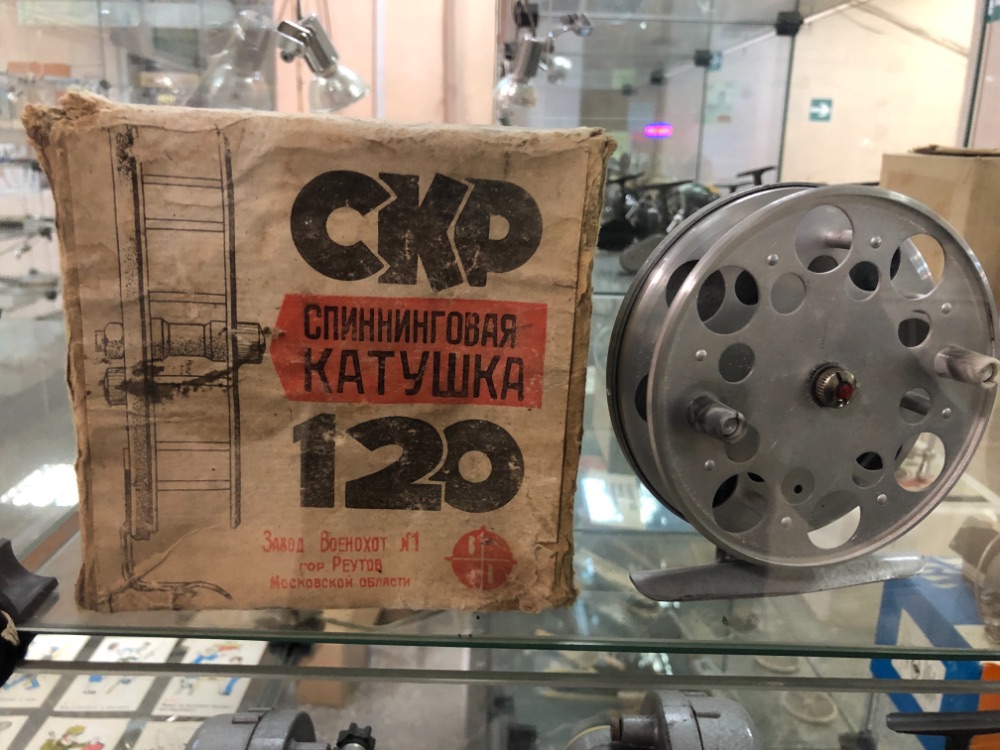 СКР
СПИННИНГОВАЯ
КАТУШКА
120
Завод Военохот №1
гор. Реутов
Московской области